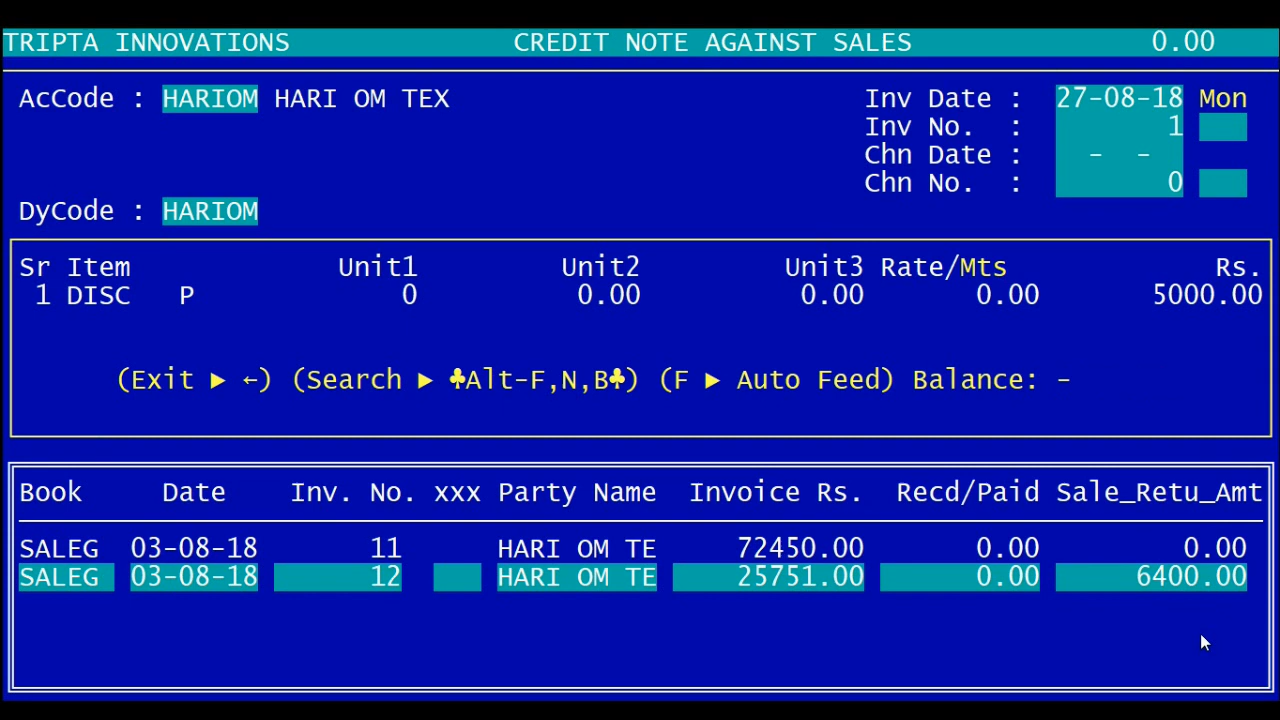 TRIPTA INNOVATIONS CREDIT NOTE AGAINST SALES 0.00
AcCode : HARIOM HARI OM TEX Inv Date : 27-08-18 Mon
Inv No. : 1
Chn Date : - -
Chn No. : 0
DyCode : HARIOM
Sr Item Unit1 Unit2 Unit3 Rate/Mts Rs.
1 DISC P 0 0.00 0.00 0.00 5000.00
(Exit ► ←) (Search ► ♣Alt-F,N,B♣) (F ► Auto Feed) Balance: -
Book Date Inv. No. xxx Party Name Invoice Rs. Recd/Paid Sale_Retu_Amt
SALEG 03-08-18 11 HARI OM TE 72450.00 0.00 0.00
SALEG 03-08-18 12 HARI OM TE 25751.00 0.00 6400.00